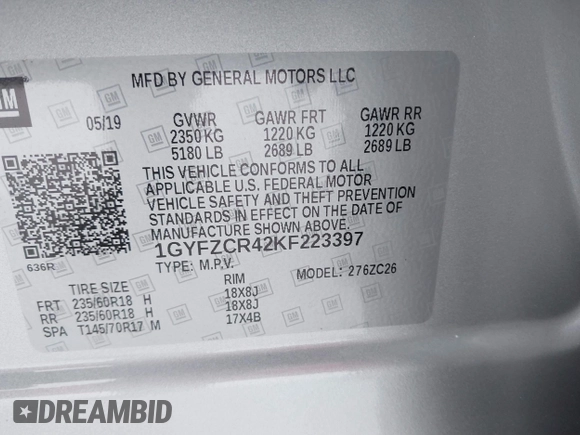 GM
MFD BY GENERAL MOTORS LLC
05/19 GVWR GAWR FRT GAWR RR
2350 KG 1220 KG 1220 KG
5180 LB 2689 LB 2689 LB
THIS VEHICLE CONFORMS TO ALL
APPLICABLE U.S. FEDERAL MOTOR
VEHICLE SAFETY AND THEFT PREVENTION
STANDARDS IN EFFECT ON THE DATE OF
MANUFACTURE SHOWN ABOVE.
1GYFZCR42KF223397
636R TYPE: M.P.V. MODEL: 276ZC26
TIRE SIZE RIM
FRT 235/60R18 H 18X8J
RR 235/60R18 H 18X8J
SPA T145/70R17 M 17X4B
DREAMBID